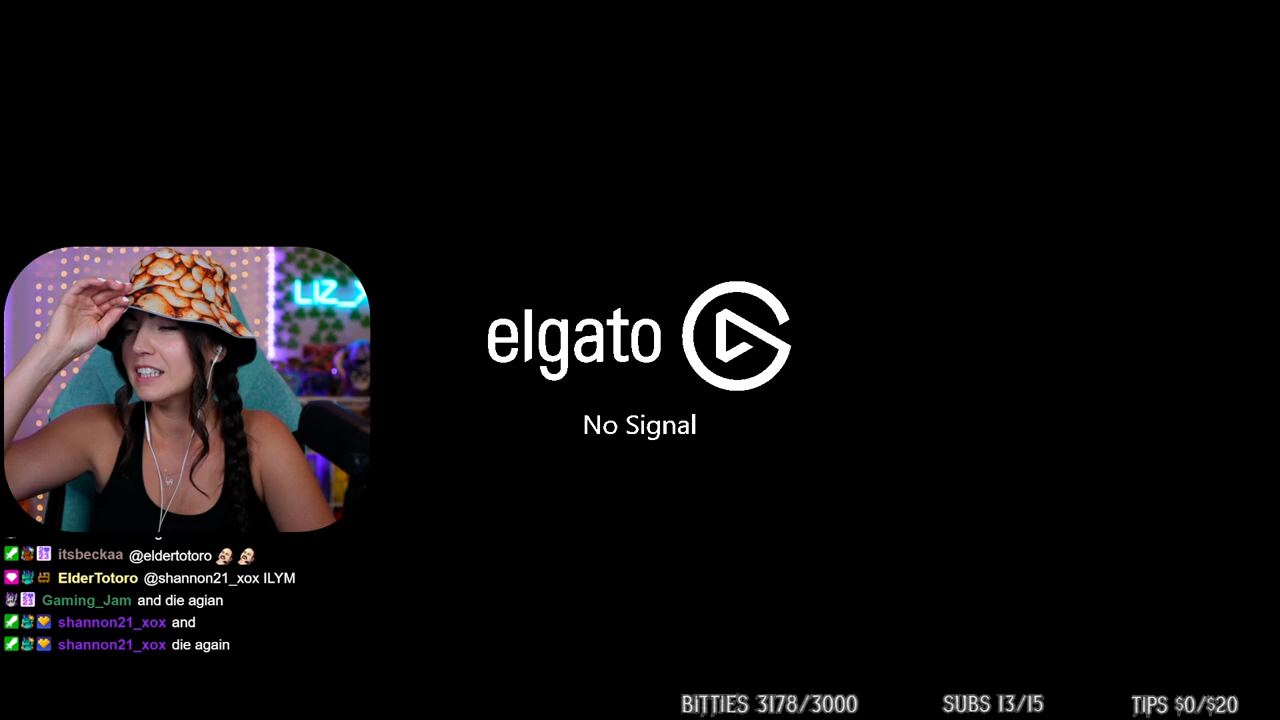 LIZ_
elgato
No Signal
itsbeckaa @eldertotoro
ElderTotoro @shannon21_xox ILYM
Gaming_Jam and die agian
shannon21_xox and
shannon21_xox die again
BITTIES 3178/3000
SUBS 13/15
TIPS $0/$20